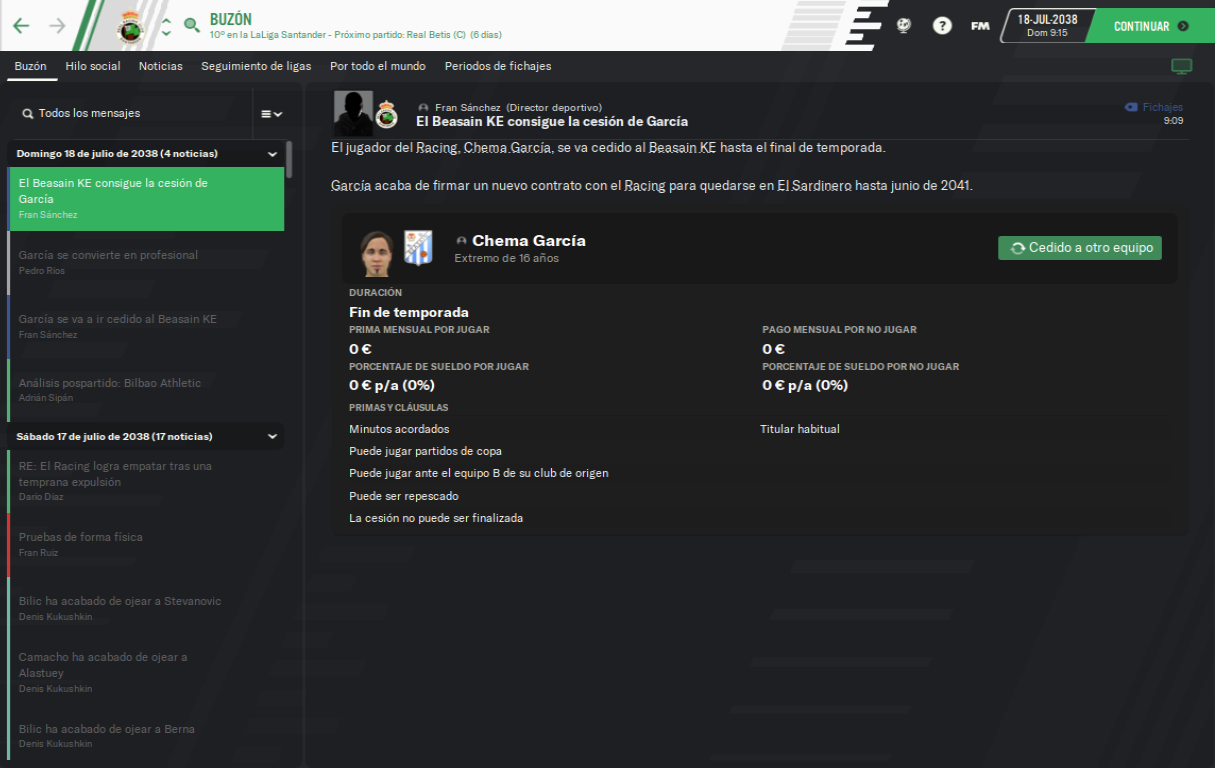 BUZÓN
10º en la LaLiga Santander - Próximo partido: Real Betis (C) (6 dias)
?
FM
18-JUL-2038
Dom 9:15
CONTINUAR
Buzón
Hilo social
Noticias
Seguimiento de ligas
Por todo el mundo
Periodos de fichajes
Todos los mensajes
Domingo 18 de julio de 2038 (4 noticias)
El Beasain KE consigue la cesión de
García
Fran Sánchez
García se convierte en profesional
Pedro Rios
García se va a ir cedido al Beasain KE
Fran Sánchez
Análisis pospartido: Bilbao Athletic
Adrián Sipán
Sábado 17 de julio de 2038 (17 noticias)
RE: El Racing logra empatar tras una
temprana expulsión
Darío Díaz
Pruebas de forma física
Fran Ruiz
Bilic ha acabado de ojear a Stevanovic
Denis Kukushkin
Camacho ha acabado de ojear a
Alastuey
Denis Kukushkin
Bilic ha acabado de ojear a Berna
Denis Kukushkin
Fran Sánchez (Director deportivo)
El Beasain KE consigue la cesión de García
Fichajes
9:09
El jugador del Racing, Chema García, se va cedido al Beasain KE hasta el final de temporada.
García acaba de firmar un nuevo contrato con el Racing para quedarse en El Sardinero hasta junio de 2041.
Chema García
Extremo de 16 años
Cedido a otro equipo
DURACIÓN
Fin de temporada
PRIMA MENSUAL POR JUGAR
PAGO MENSUAL POR NO JUGAR
0 €
0 €
PORCENTAJE DE SUELDO POR JUGAR
PORCENTAJE DE SUELDO POR NO JUGAR
0 € p/a (0%)
0 € p/a (0%)
PRIMAS Y CLÁUSULAS
Minutos acordados
Titular habitual
Puede jugar partidos de copa
Puede jugar ante el equipo B de su club de origen
Puede ser repescado
La cesión no puede ser finalizada